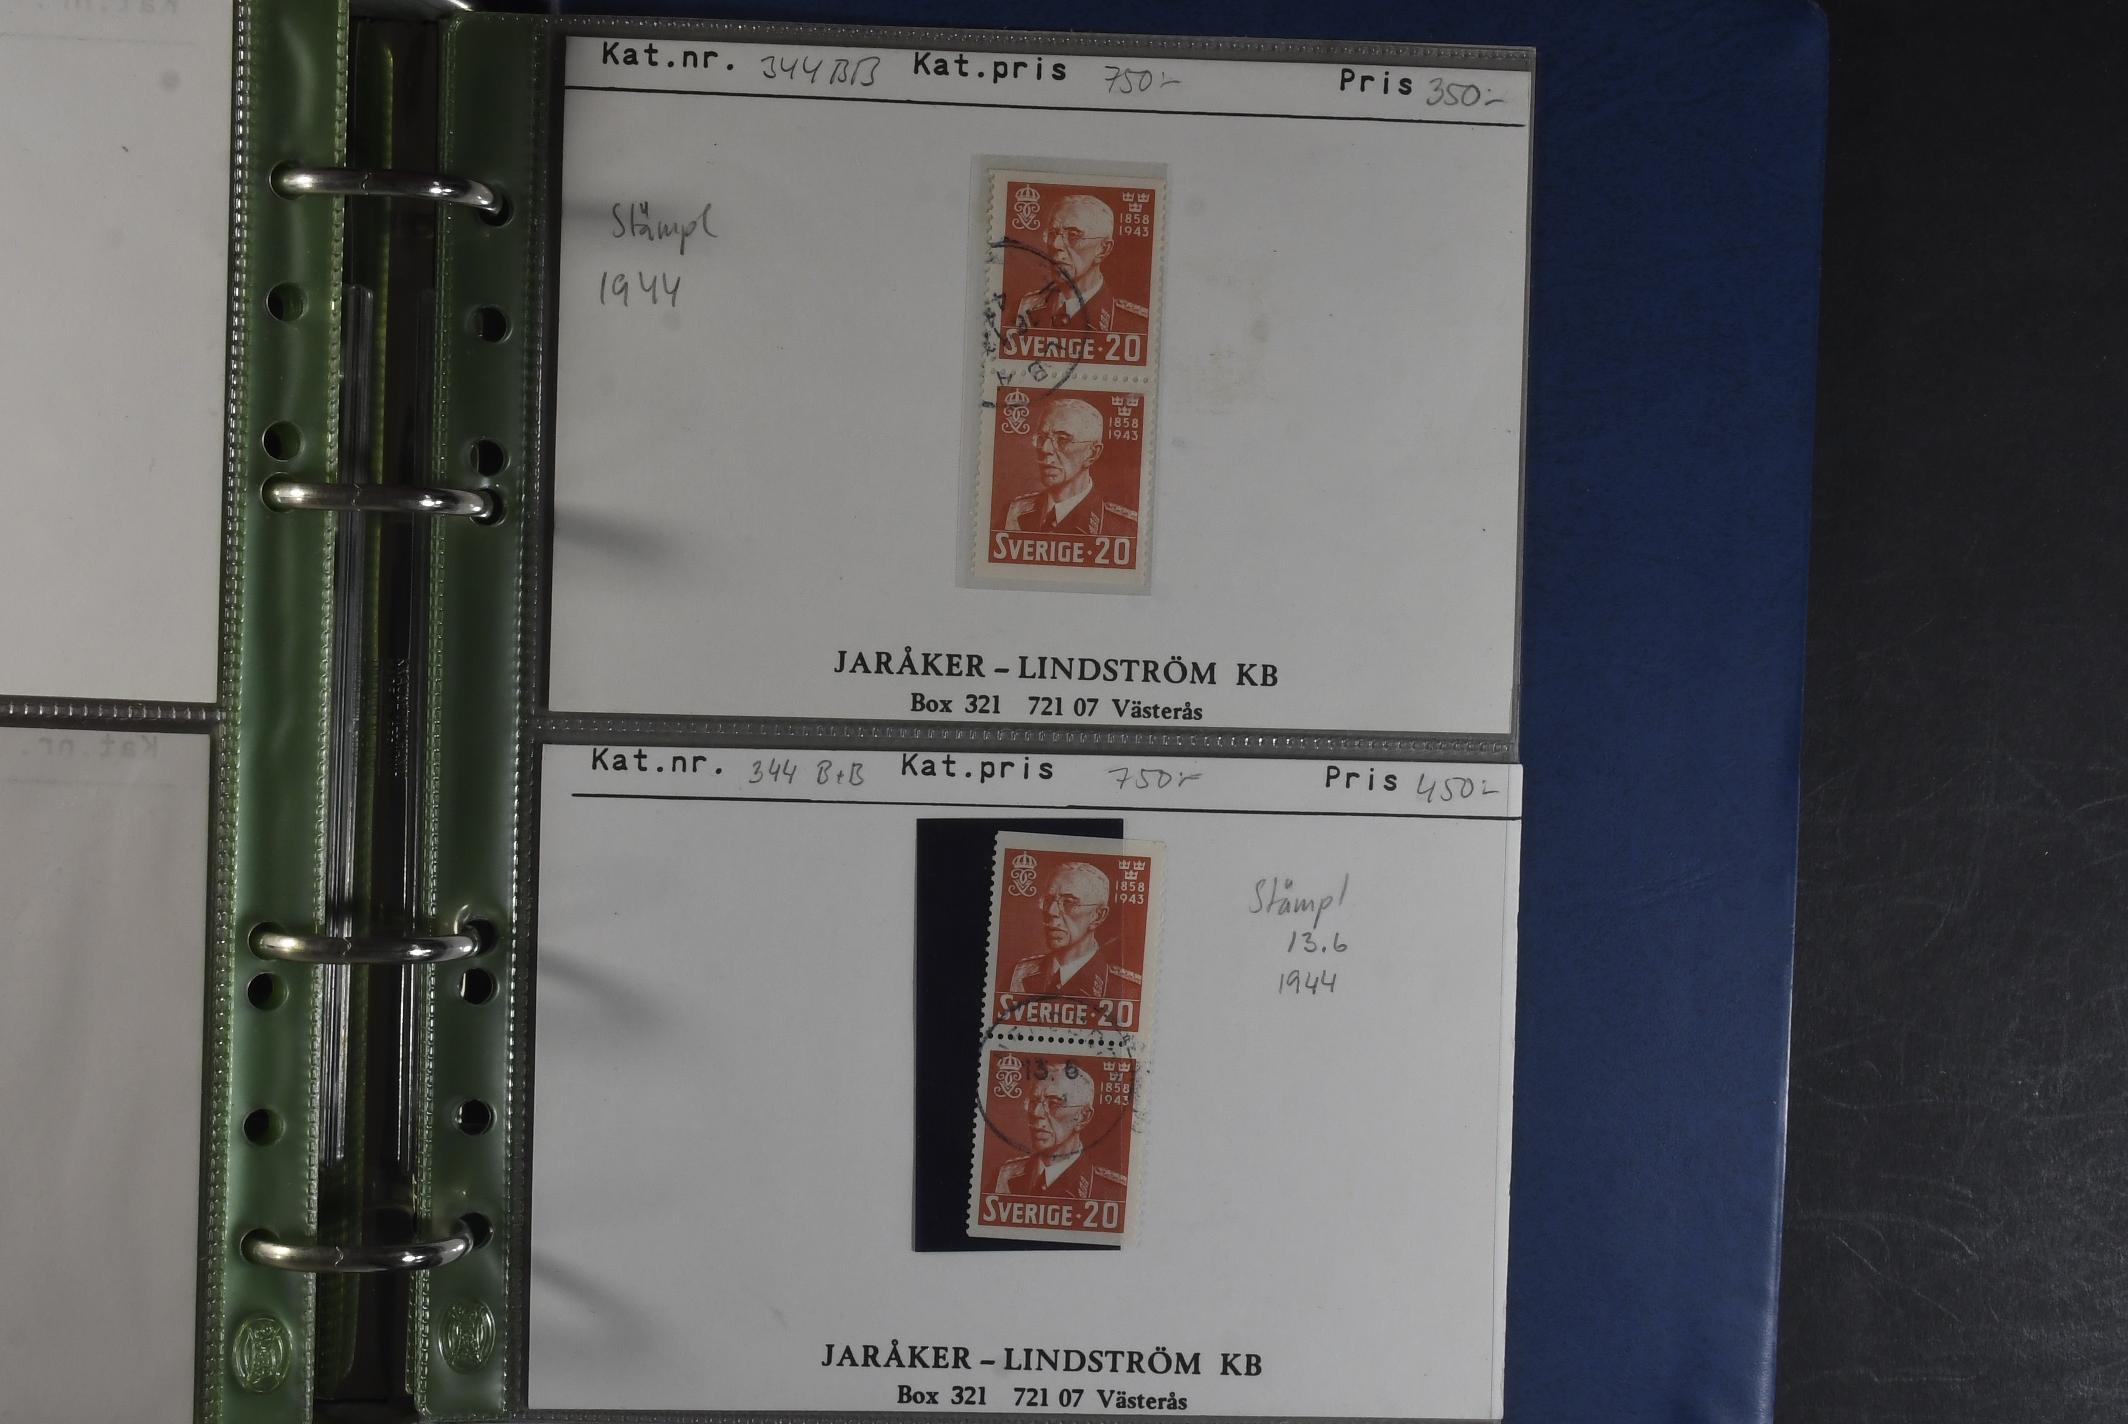 Kat.nr. 344 BB Kat.pris 750:- Pris 350:-
Stämpl
1944
1858
1943
SVERIGE·20
1858
1943
SVERIGE·20
JARÅKER – LINDSTRÖM KB
Box 321 721 07 Västerås
Kat.nr. 344 B+B Kat.pris 750:- Pris 450:-
Stämpl
13.6
1944
1858
1943
SVERIGE·20
13. 6
1858
1943
SVERIGE·20
JARÅKER – LINDSTRÖM KB
Box 321 721 07 Västerås
Kat.nr.